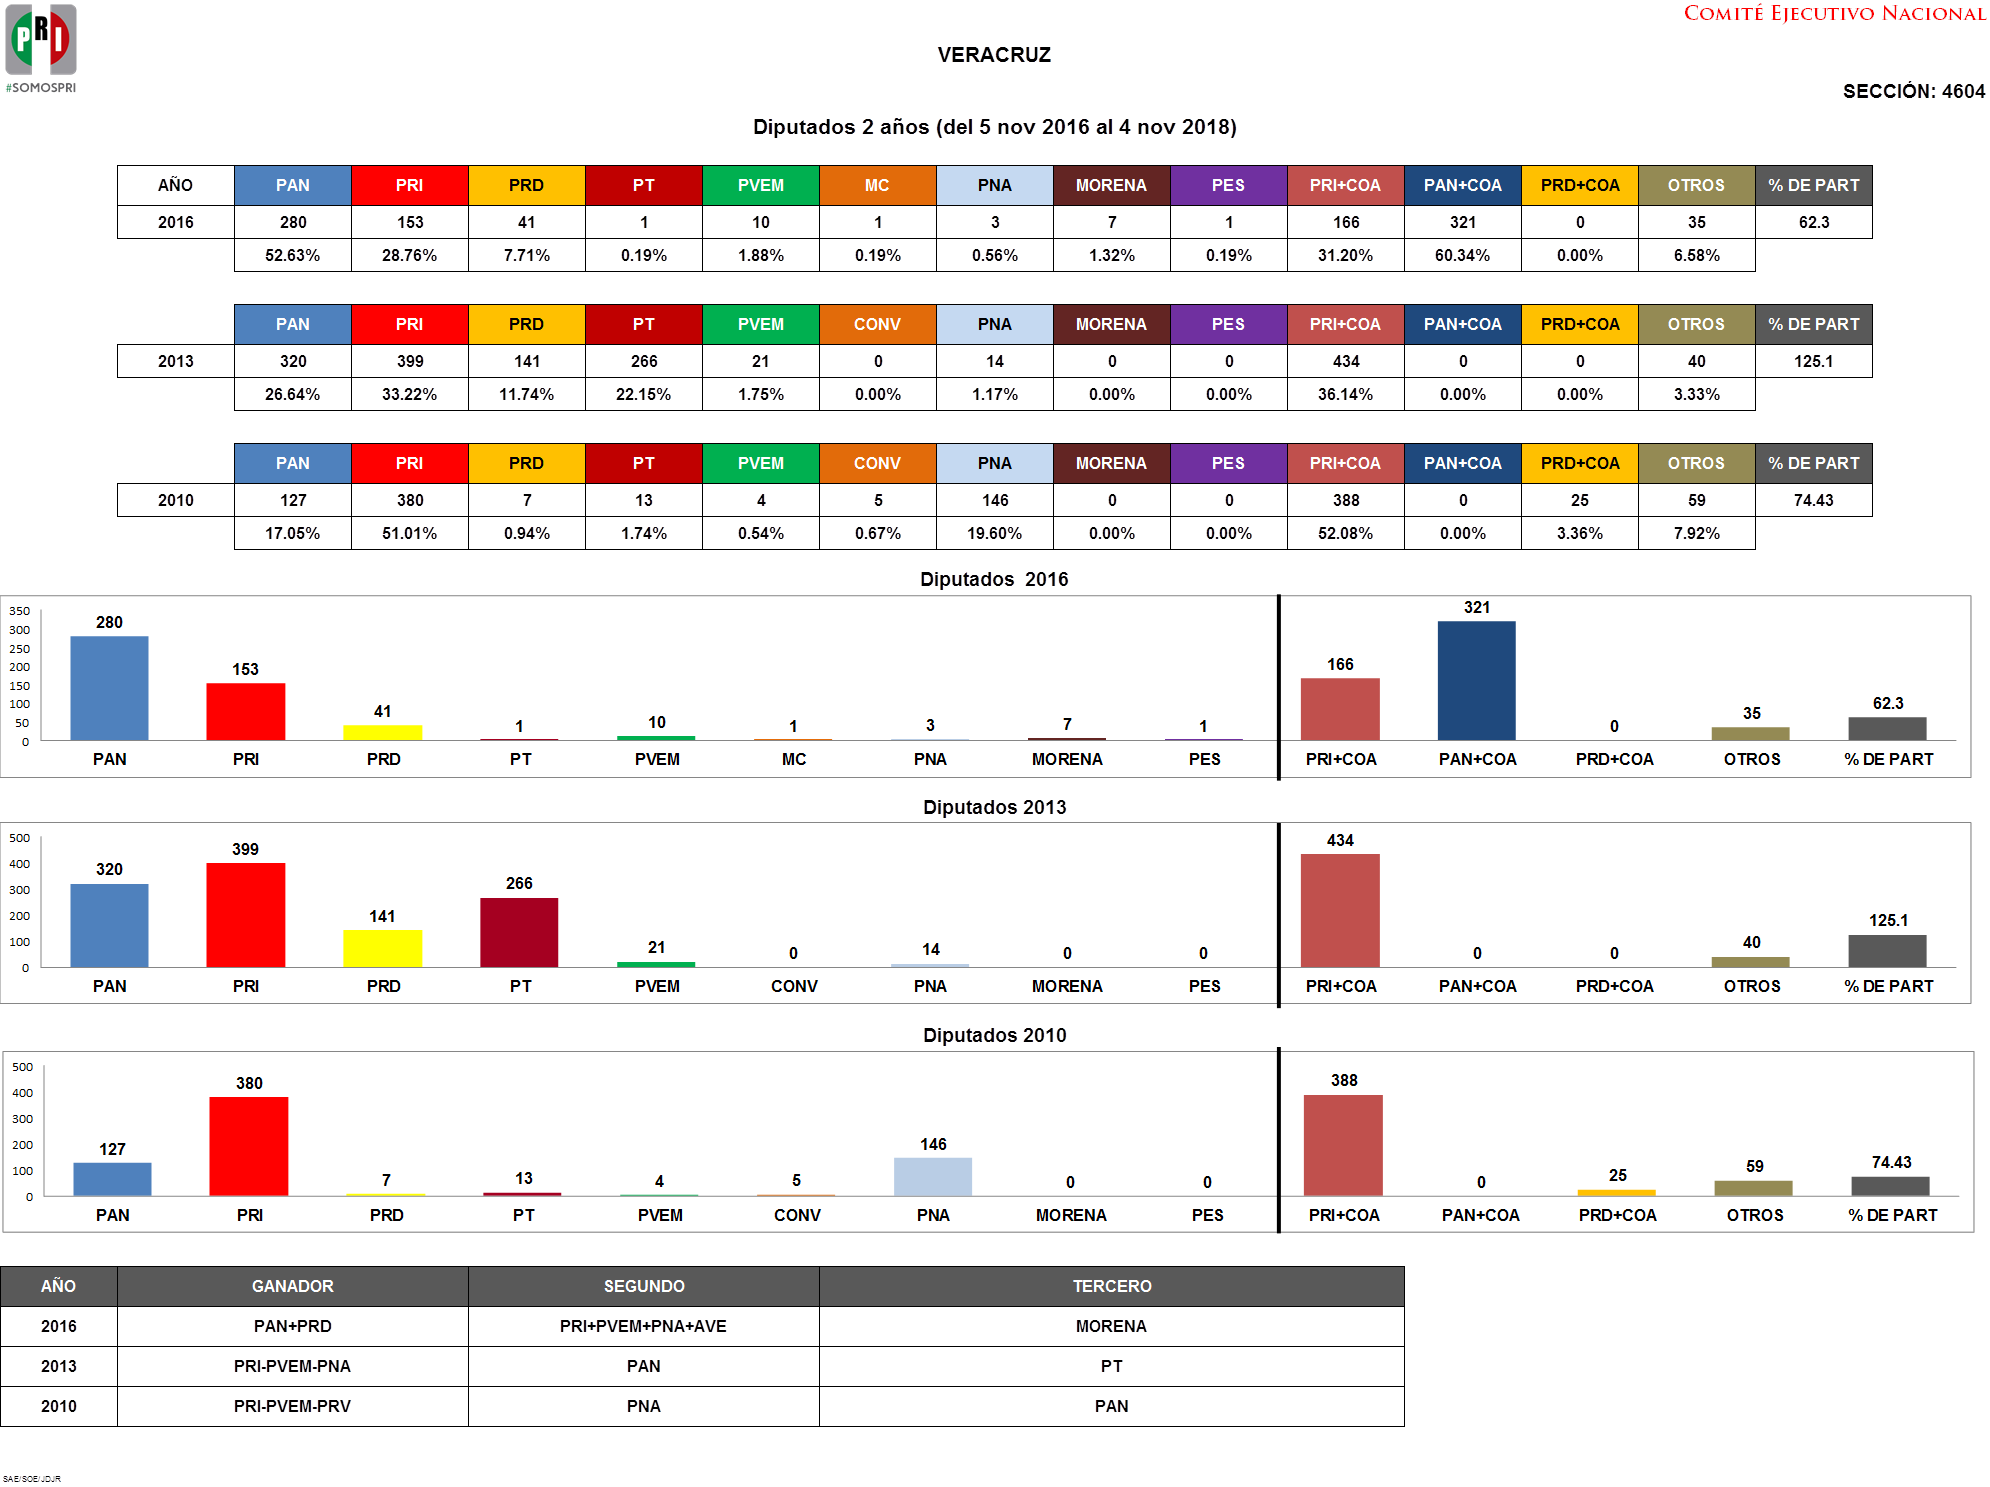 PRI
#SOMOSPRI
COMITÉ EJECUTIVO NACIONAL
VERACRUZ
SECCIÓN: 4604
Diputados 2 años (del 5 nov 2016 al 4 nov 2018)
AÑO PAN PRI PRD PT PVEM MC PNA MORENA PES PRI+COA PAN+COA PRD+COA OTROS % DE PART
2016 280 153 41 1 10 1 3 7 1 166 321 0 35 62.3
52.63% 28.76% 7.71% 0.19% 1.88% 0.19% 0.56% 1.32% 0.19% 31.20% 60.34% 0.00% 6.58%
PAN PRI PRD PT PVEM CONV PNA MORENA PES PRI+COA PAN+COA PRD+COA OTROS % DE PART
2013 320 399 141 266 21 0 14 0 0 434 0 0 40 125.1
26.64% 33.22% 11.74% 22.15% 1.75% 0.00% 1.17% 0.00% 0.00% 36.14% 0.00% 0.00% 3.33%
PAN PRI PRD PT PVEM CONV PNA MORENA PES PRI+COA PAN+COA PRD+COA OTROS % DE PART
2010 127 380 7 13 4 5 146 0 0 388 0 25 59 74.43
17.05% 51.01% 0.94% 1.74% 0.54% 0.67% 19.60% 0.00% 0.00% 52.08% 0.00% 3.36% 7.92%
Diputados 2016
350
300
250
200
150
100
50
0
280 153 41 1 10 1 3 7 1 166 321 0 35 62.3
PAN PRI PRD PT PVEM MC PNA MORENA PES PRI+COA PAN+COA PRD+COA OTROS % DE PART
Diputados 2013
500
400
300
200
100
0
320 399 141 266 21 0 14 0 0 434 0 0 40 125.1
PAN PRI PRD PT PVEM CONV PNA MORENA PES PRI+COA PAN+COA PRD+COA OTROS % DE PART
Diputados 2010
500
400
300
200
100
0
127 380 7 13 4 5 146 0 0 388 0 25 59 74.43
PAN PRI PRD PT PVEM CONV PNA MORENA PES PRI+COA PAN+COA PRD+COA OTROS % DE PART
AÑO GANADOR SEGUNDO TERCERO
2016 PAN+PRD PRI+PVEM+PNA+AVE MORENA
2013 PRI-PVEM-PNA PAN PT
2010 PRI-PVEM-PRV PNA PAN
SAE/SOE/JDJR